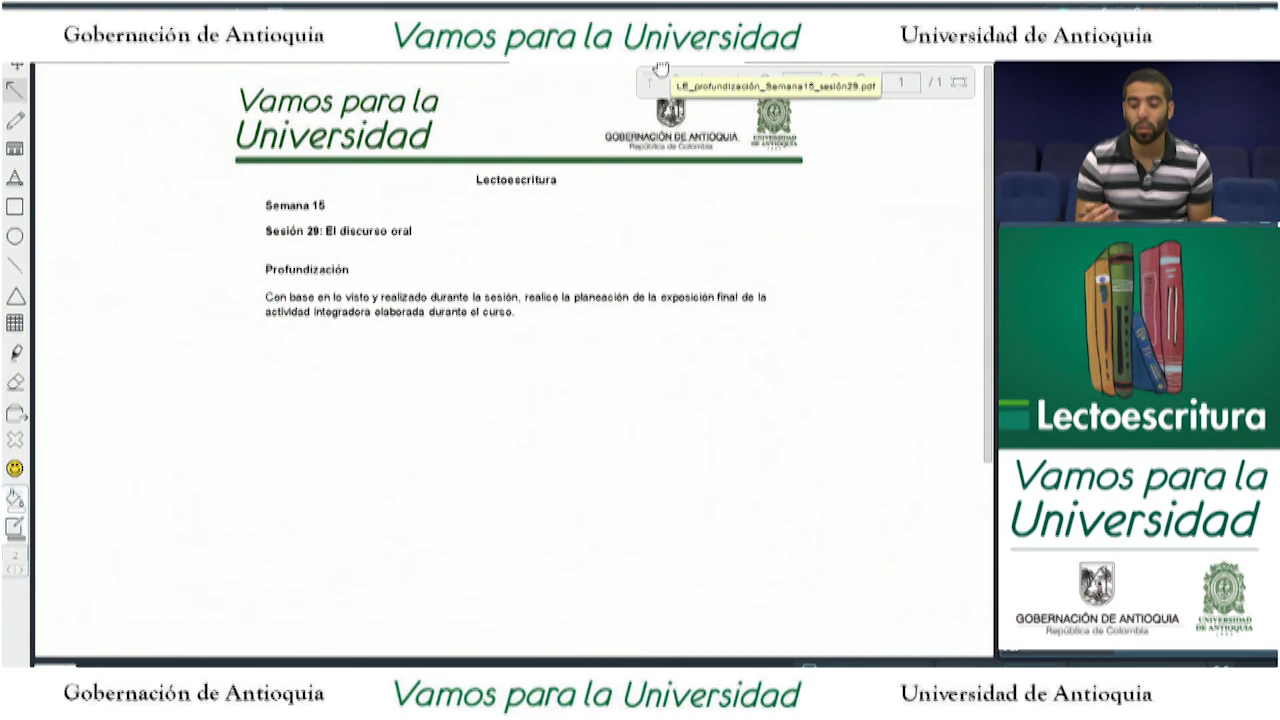 Gobernación de Antioquia
Vamos para la Universidad
Universidad de Antioquia
LE_profundización_Semana15_sesión29.pdf
1 / 1
Vamos para la
Universidad
GOBERNACIÓN DE ANTIOQUIA
República de Colombia
UNIVERSIDAD
DE ANTIOQUIA
Lectoescritura
Semana 15
Sesión 29: El discurso oral
Profundización
Con base en lo visto y realizado durante la sesión, realice la planeación de la exposición final de la
actividad integradora elaborada durante el curso.
2
Lectoescritura
Vamos para la
Universidad
GOBERNACIÓN DE ANTIOQUIA
República de Colombia
UNIVERSIDAD
DE ANTIOQUIA
Gobernación de Antioquia
Vamos para la Universidad
Universidad de Antioquia